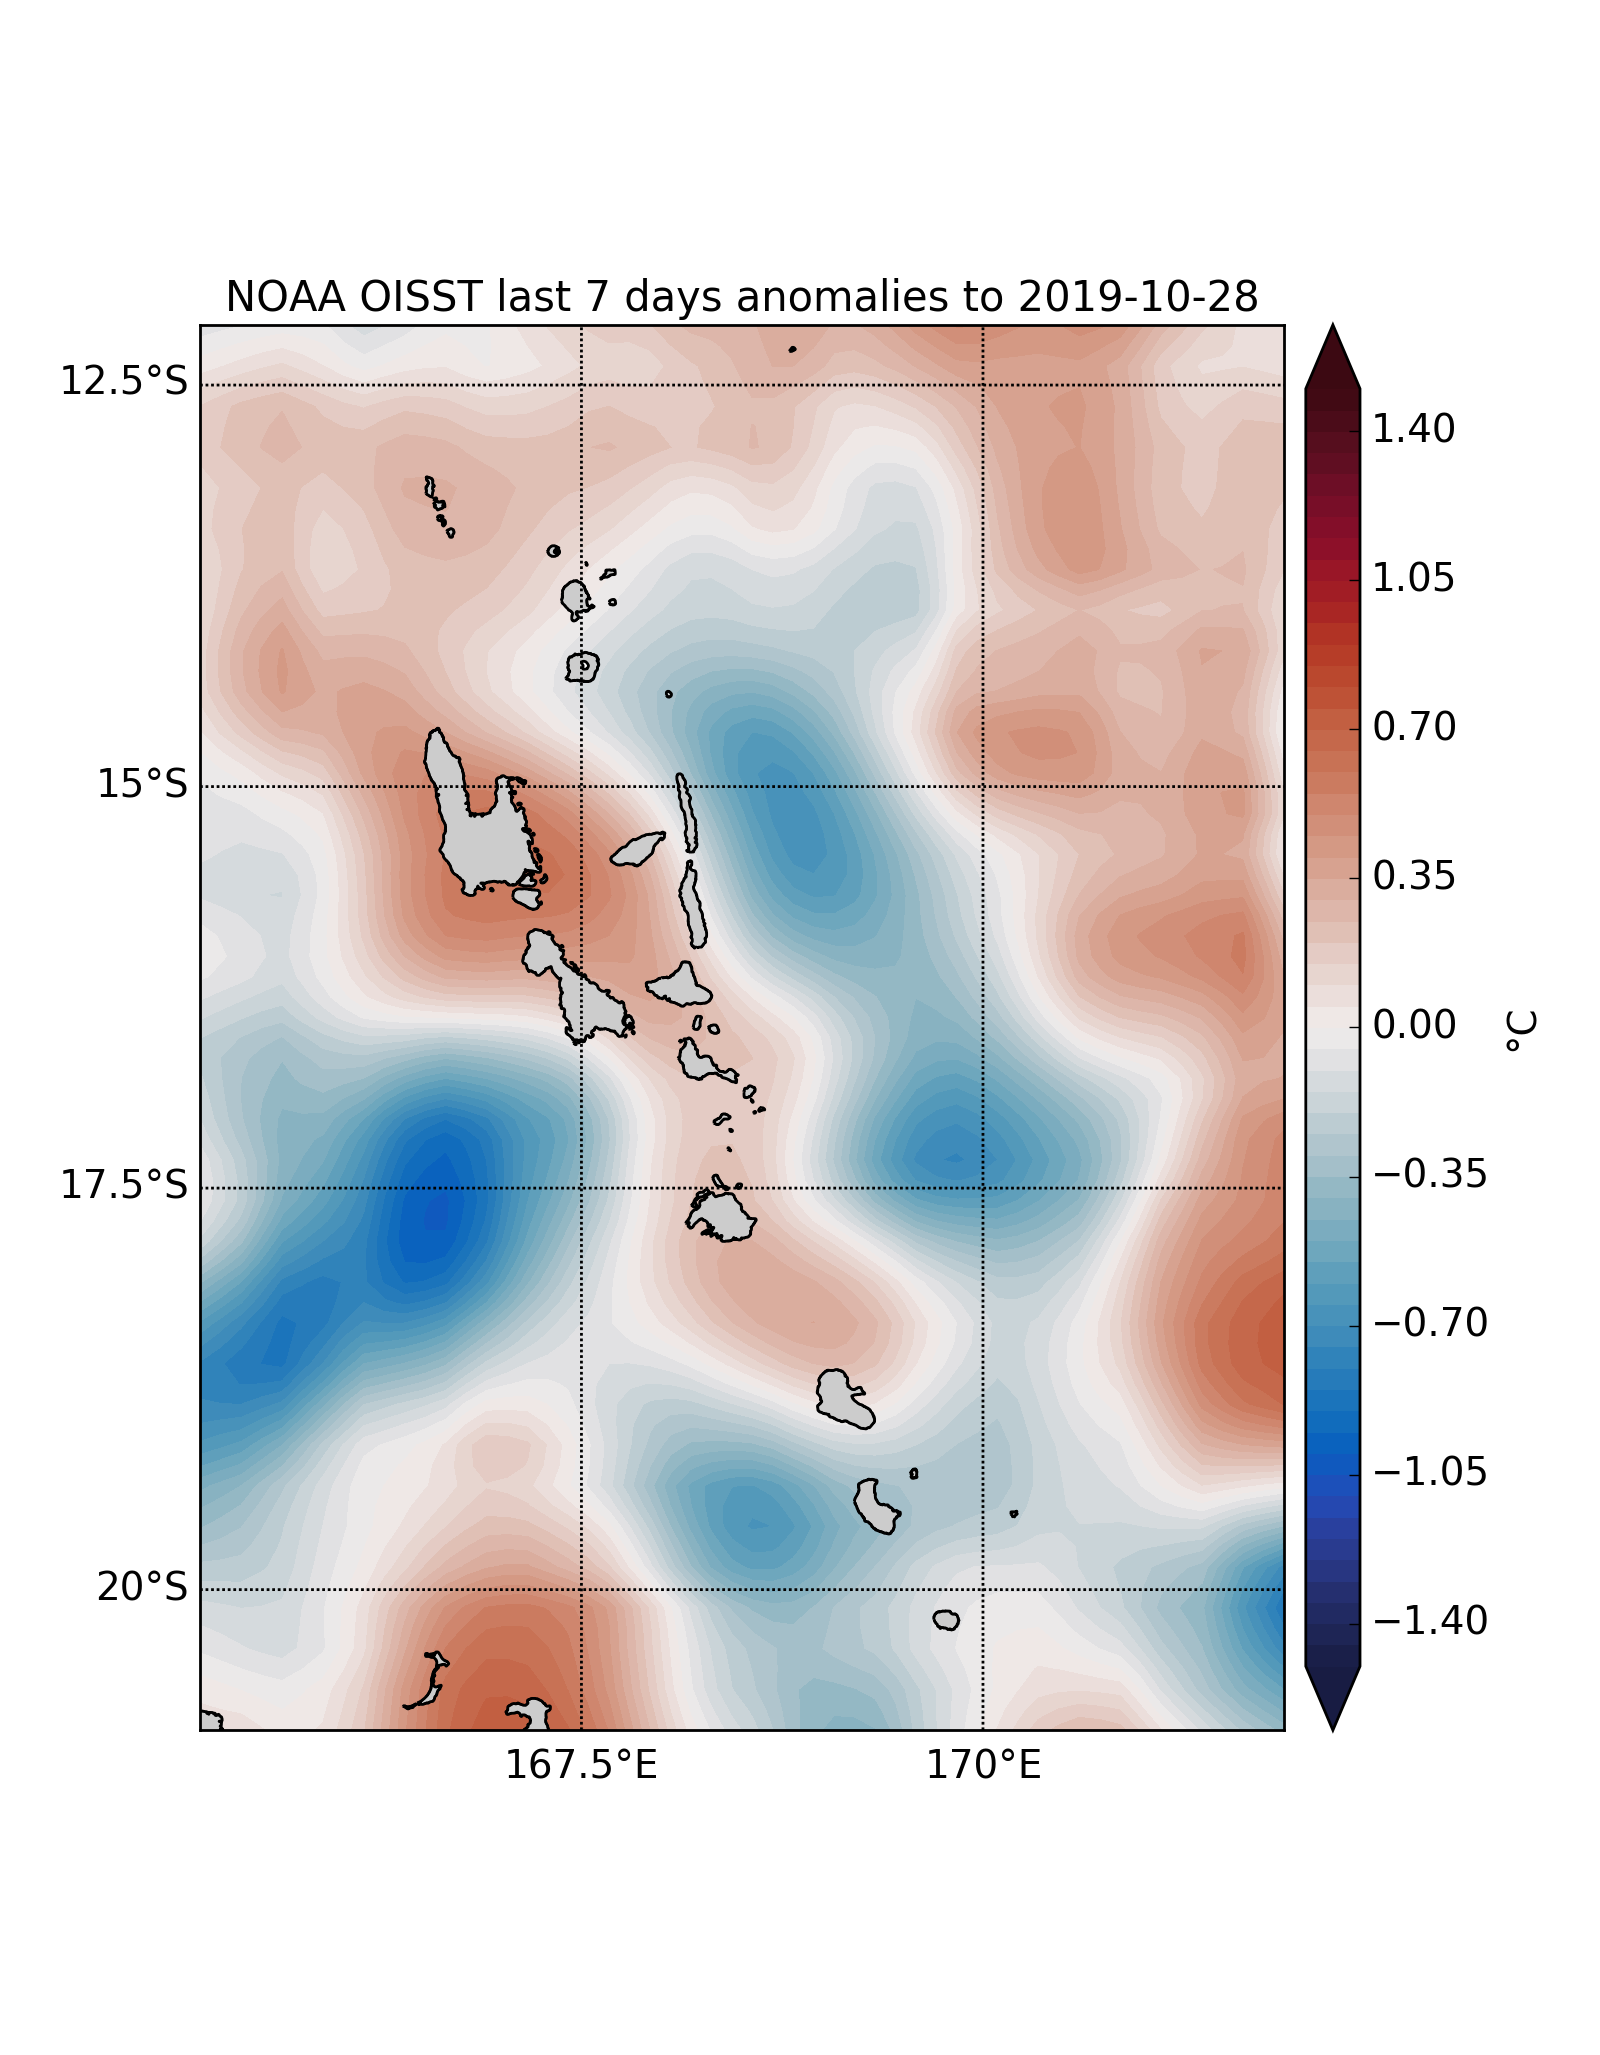 NOAA OISST last 7 days anomalies to 2019-10-28
12.5°S
15°S
17.5°S
20°S
167.5°E
170°E
1.40
1.05
0.70
0.35
0.00
−0.35
−0.70
−1.05
−1.40
°C